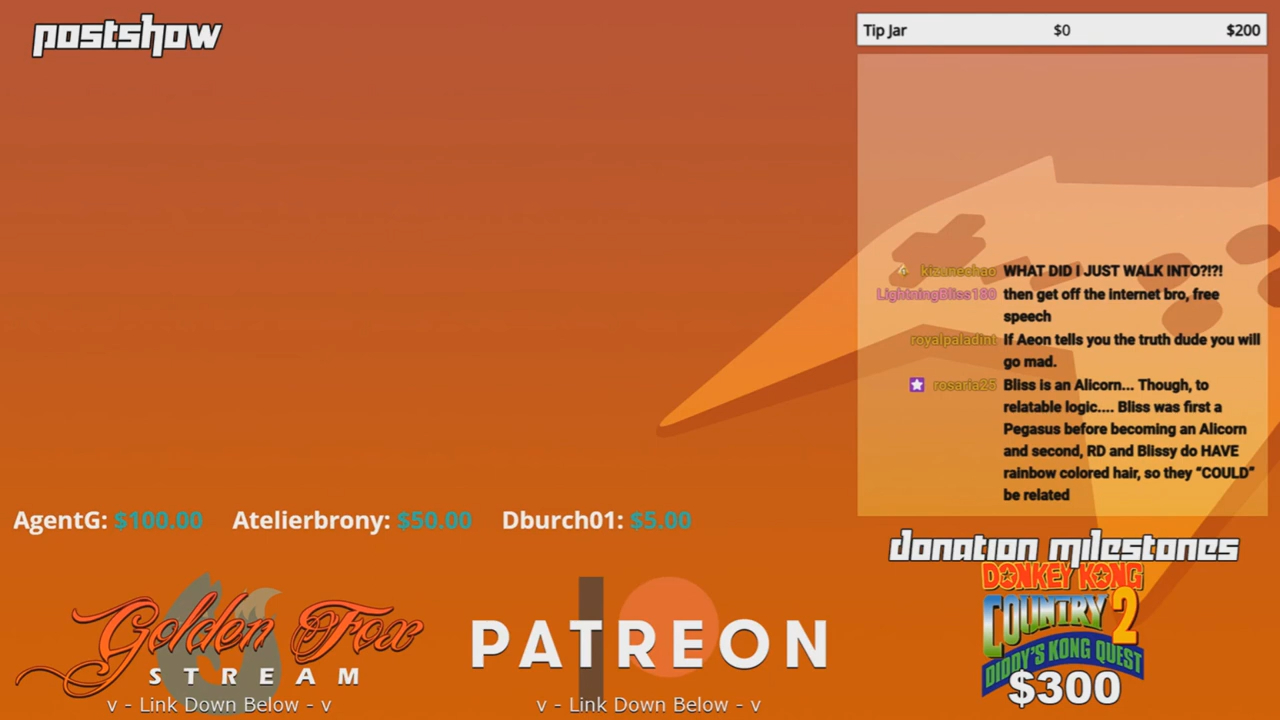 postshow
Tip Jar $0 $200
kizunechao WHAT DID I JUST WALK INTO?!?!
LightningBliss180 then get off the internet bro, free
speech
royalpaladint If Aeon tells you the truth dude you will
go mad.
rosaria25 Bliss is an Alicorn... Though, to
relatable logic.... Bliss was first a
Pegasus before becoming an Alicorn
and second, RD and Blissy do HAVE
rainbow colored hair, so they “COULD”
be related
AgentG: $100.00 Atelierbrony: $50.00 Dburch01: $5.00
donation milestones
DONKEY KONG
COUNTRY 2
DIDDY'S KONG QUEST
$300
Golden Fox
STREAM
v - Link Down Below - v
PATREON
v - Link Down Below - v